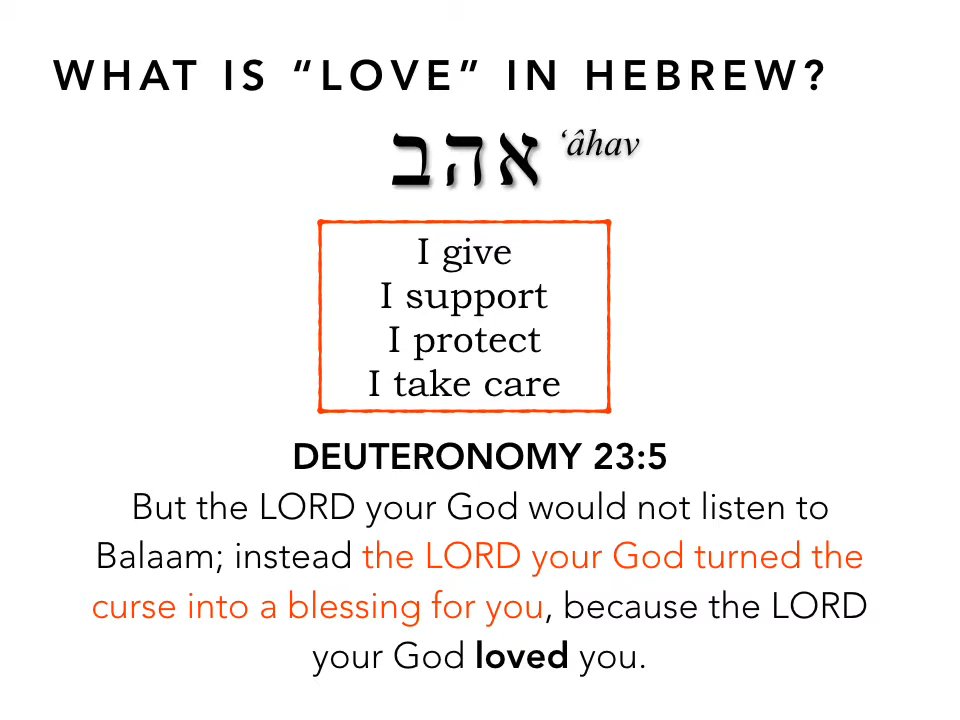 WHAT IS “LOVE” IN HEBREW?
אהב ‘âhav
I give
I support
I protect
I take care
DEUTERONOMY 23:5
But the LORD your God would not listen to
Balaam; instead the LORD your God turned the
curse into a blessing for you, because the LORD
your God loved you.